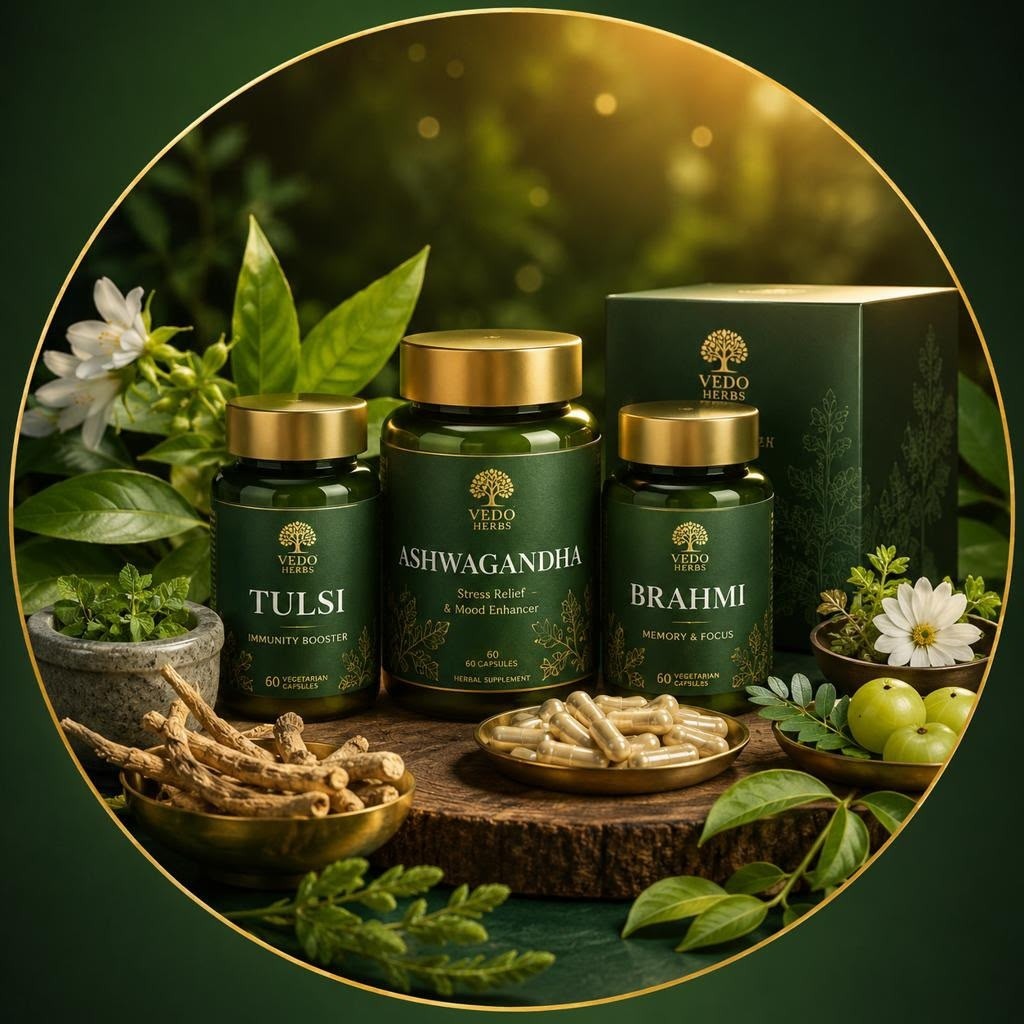 VEDO
HERBS
TULSI
IMMUNITY BOOSTER
60 VEGETARIAN
CAPSULES
VEDO
HERBS
ASHWAGANDHA
Stress Relief –
& Mood Enhancer
60
60 CAPSULES
HERBAL SUPPLEMENT
VEDO
HERBS
BRAHMI
MEMORY & FOCUS
60 VEGETARIAN
CAPSULES
VEDO
HERBS